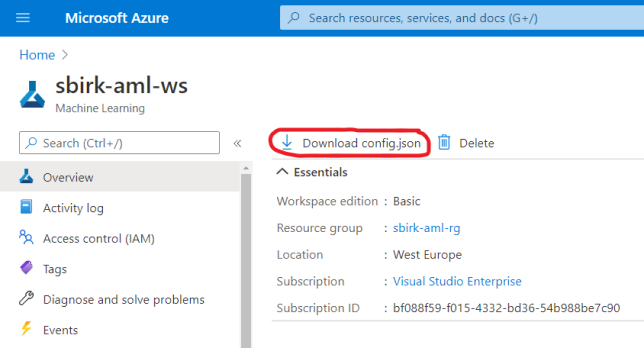 Microsoft Azure
Search resources, services, and docs (G+/)
Home >
sbirk-aml-ws
Machine Learning
Search (Ctrl+/)
«
Download config.json
Delete
Overview
Activity log
Access control (IAM)
Tags
Diagnose and solve problems
Events
Essentials
Workspace edition : Basic
Resource group : sbirk-aml-rg
Location : West Europe
Subscription : Visual Studio Enterprise
Subscription ID : bf088f59-f015-4332-bd36-54b988be7c90